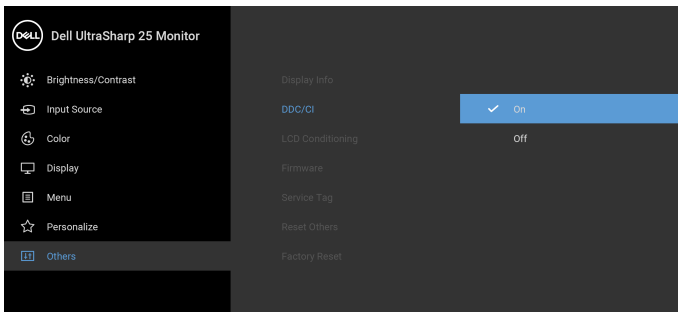 DELL Dell UltraSharp 25 Monitor
Brightness/Contrast
Input Source
Color
Display
Menu
Personalize
Others
Display Info
DDC/CI
LCD Conditioning
Firmware
Service Tag
Reset Others
Factory Reset
On
Off